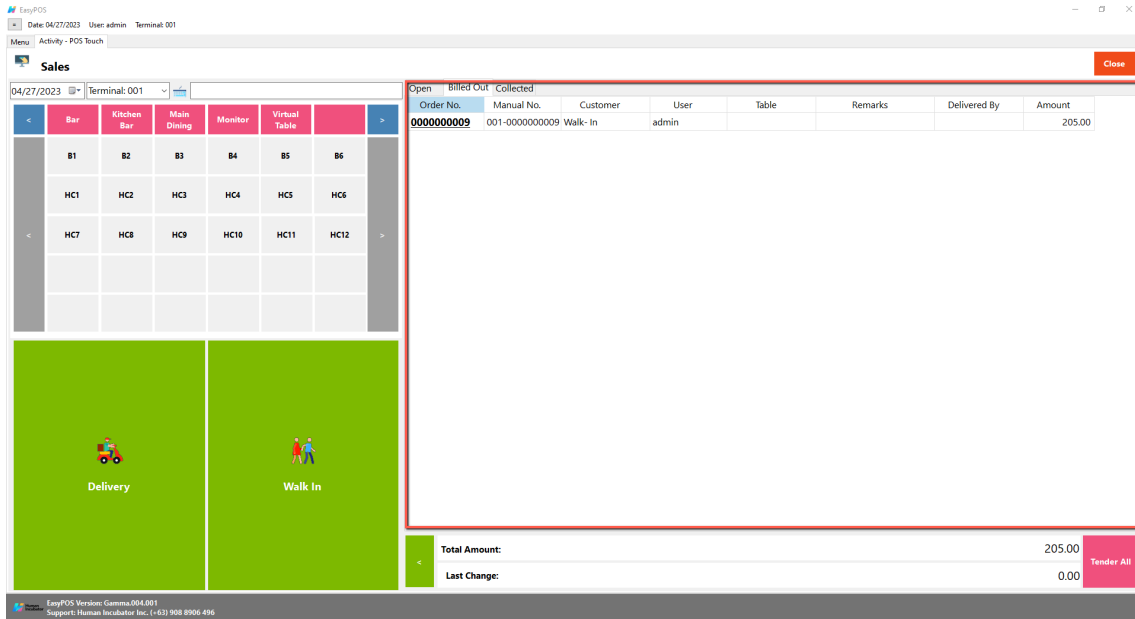 EasyPOS
Date: 04/27/2023 User: admin Terminal: 001
Menu Activity - POS Touch
Sales
Close
04/27/2023 Terminal: 001
< Bar Kitchen Bar Main Dining Monitor Virtual Table >
B1 B2 B3 B4 B5 B6
HC1 HC2 HC3 HC4 HC5 HC6
< HC7 HC8 HC9 HC10 HC11 HC12 >
Delivery
Walk In
Open Billed Out Collected
Order No. Manual No. Customer User Table Remarks Delivered By Amount
0000000009 001-0000000009 Walk- In admin 205.00
<
Total Amount: 205.00
Last Change: 0.00
Tender All
Human Incubator
EasyPOS Version: Gamma.004.001
Support: Human Incubator Inc. (+63) 908 8906 496